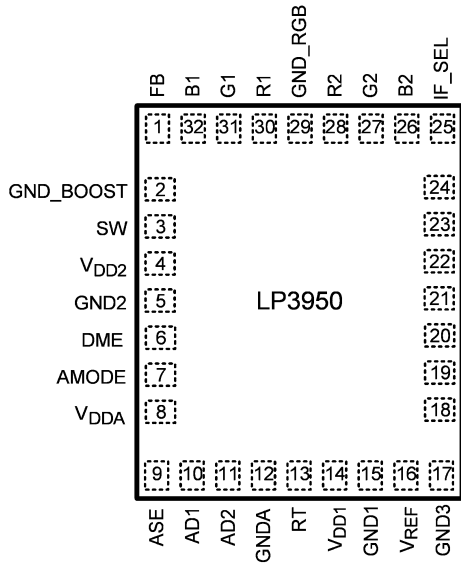 FB
B1
G1
R1
GND_RGB
R2
G2
B2
IF_SEL
1
32
31
30
29
28
27
26
25
GND_BOOST
2
24
SW
3
23
VDD2
4
22
GND2
5
LP3950
21
DME
6
20
AMODE
7
19
VDDA
8
18
9
10
11
12
13
14
15
16
17
ASE
AD1
AD2
GNDA
RT
VDD1
GND1
VREF
GND3